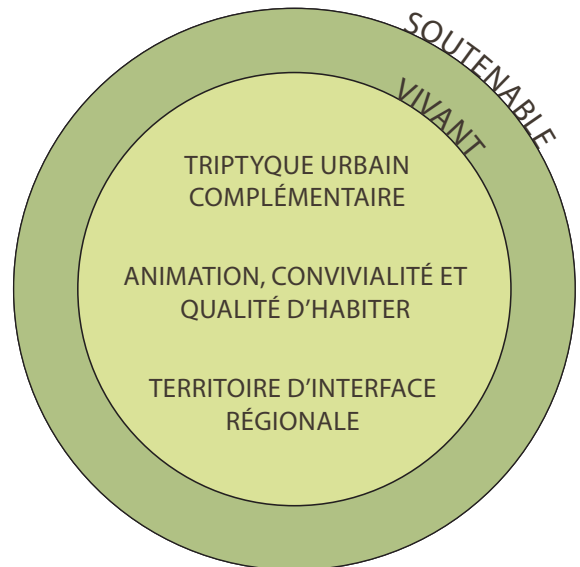 SOUTENABLE
VIVANT
TRIPTYQUE URBAIN
COMPLÉMENTAIRE
ANIMATION, CONVIVIALITÉ ET
QUALITÉ D'HABITER
TERRITOIRE D'INTERFACE
RÉGIONALE